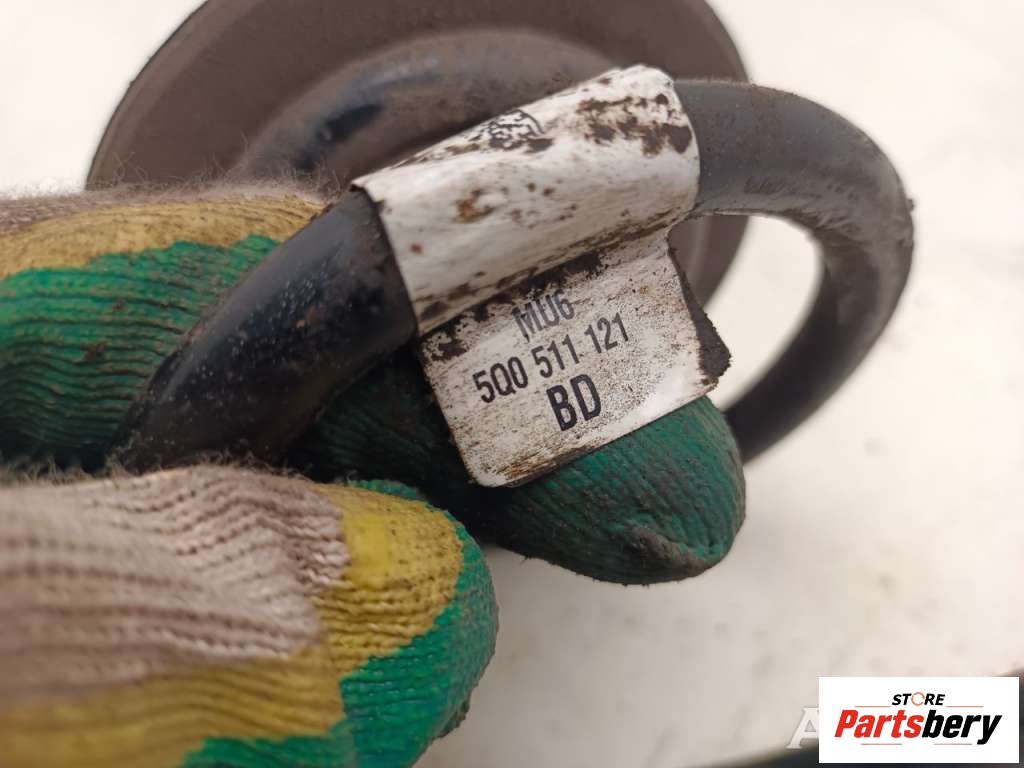 MUG
5Q0 511 121
BD
STORE
Partsbery